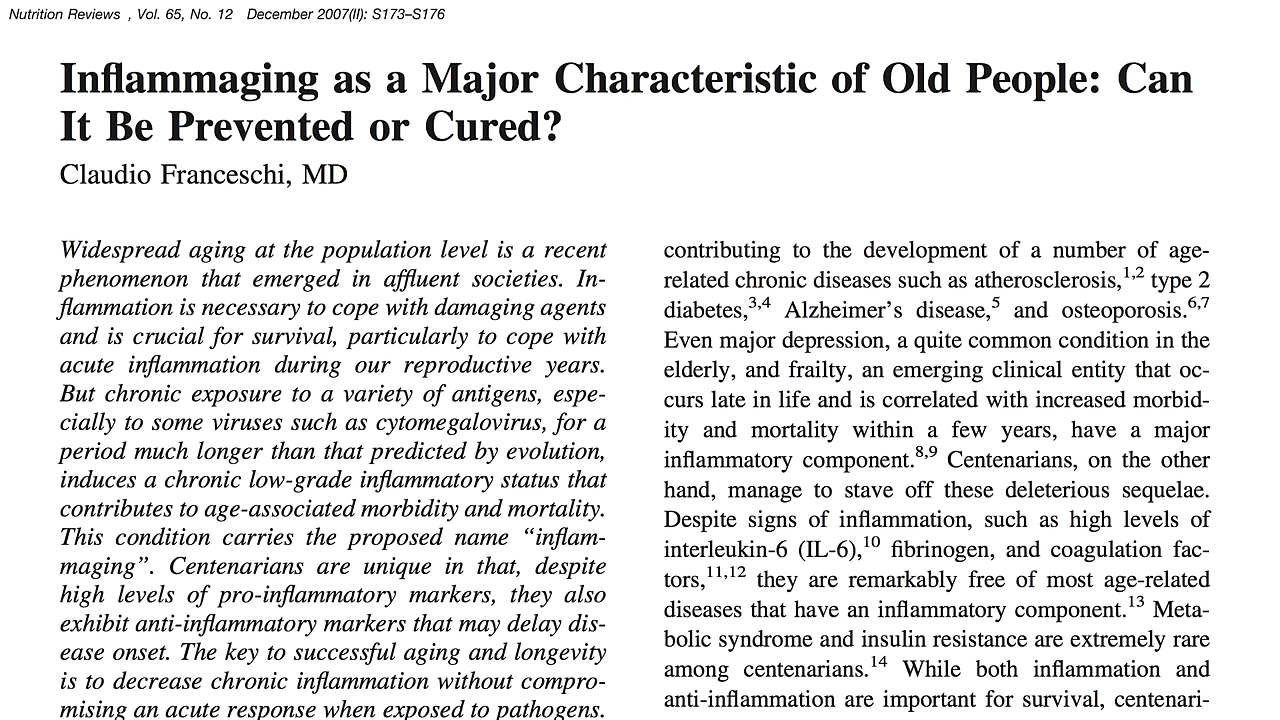 Nutrition Reviews , Vol. 65, No. 12 December 2007(II): S173–S176
Inflammaging as a Major Characteristic of Old People: Can
It Be Prevented or Cured?
Claudio Franceschi, MD
Widespread aging at the population level is a recent
phenomenon that emerged in affluent societies. In-
flammation is necessary to cope with damaging agents
and is crucial for survival, particularly to cope with
acute inflammation during our reproductive years.
But chronic exposure to a variety of antigens, espe-
cially to some viruses such as cytomegalovirus, for a
period much longer than that predicted by evolution,
induces a chronic low-grade inflammatory status that
contributes to age-associated morbidity and mortality.
This condition carries the proposed name “inflam-
maging”. Centenarians are unique in that, despite
high levels of pro-inflammatory markers, they also
exhibit anti-inflammatory markers that may delay dis-
ease onset. The key to successful aging and longevity
is to decrease chronic inflammation without compro-
mising an acute response when exposed to pathogens.
contributing to the development of a number of age-
related chronic diseases such as atherosclerosis,1,2 type 2
diabetes,3,4 Alzheimer’s disease,5 and osteoporosis.6,7
Even major depression, a quite common condition in the
elderly, and frailty, an emerging clinical entity that oc-
curs late in life and is correlated with increased morbid-
ity and mortality within a few years, have a major
inflammatory component.8,9 Centenarians, on the other
hand, manage to stave off these deleterious sequelae.
Despite signs of inflammation, such as high levels of
interleukin-6 (IL-6),10 fibrinogen, and coagulation fac-
tors,11,12 they are remarkably free of most age-related
diseases that have an inflammatory component.13 Meta-
bolic syndrome and insulin resistance are extremely rare
among centenarians.14 While both inflammation and
anti-inflammation are important for survival, centenari-